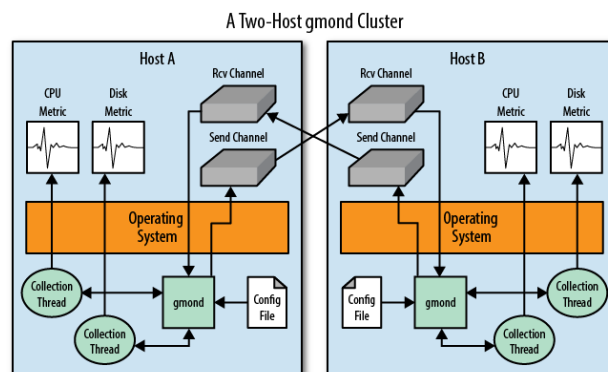 A Two-Host gmond Cluster
Host A
CPU
Metric
Disk
Metric
Rcv Channel
Send Channel
Operating
System
Collection
Thread
gmond
Config
File
Collection
Thread
Host B
Rcv Channel
Send Channel
CPU
Metric
Disk
Metric
Operating
System
Config
File
gmond
Collection
Thread
Collection
Thread